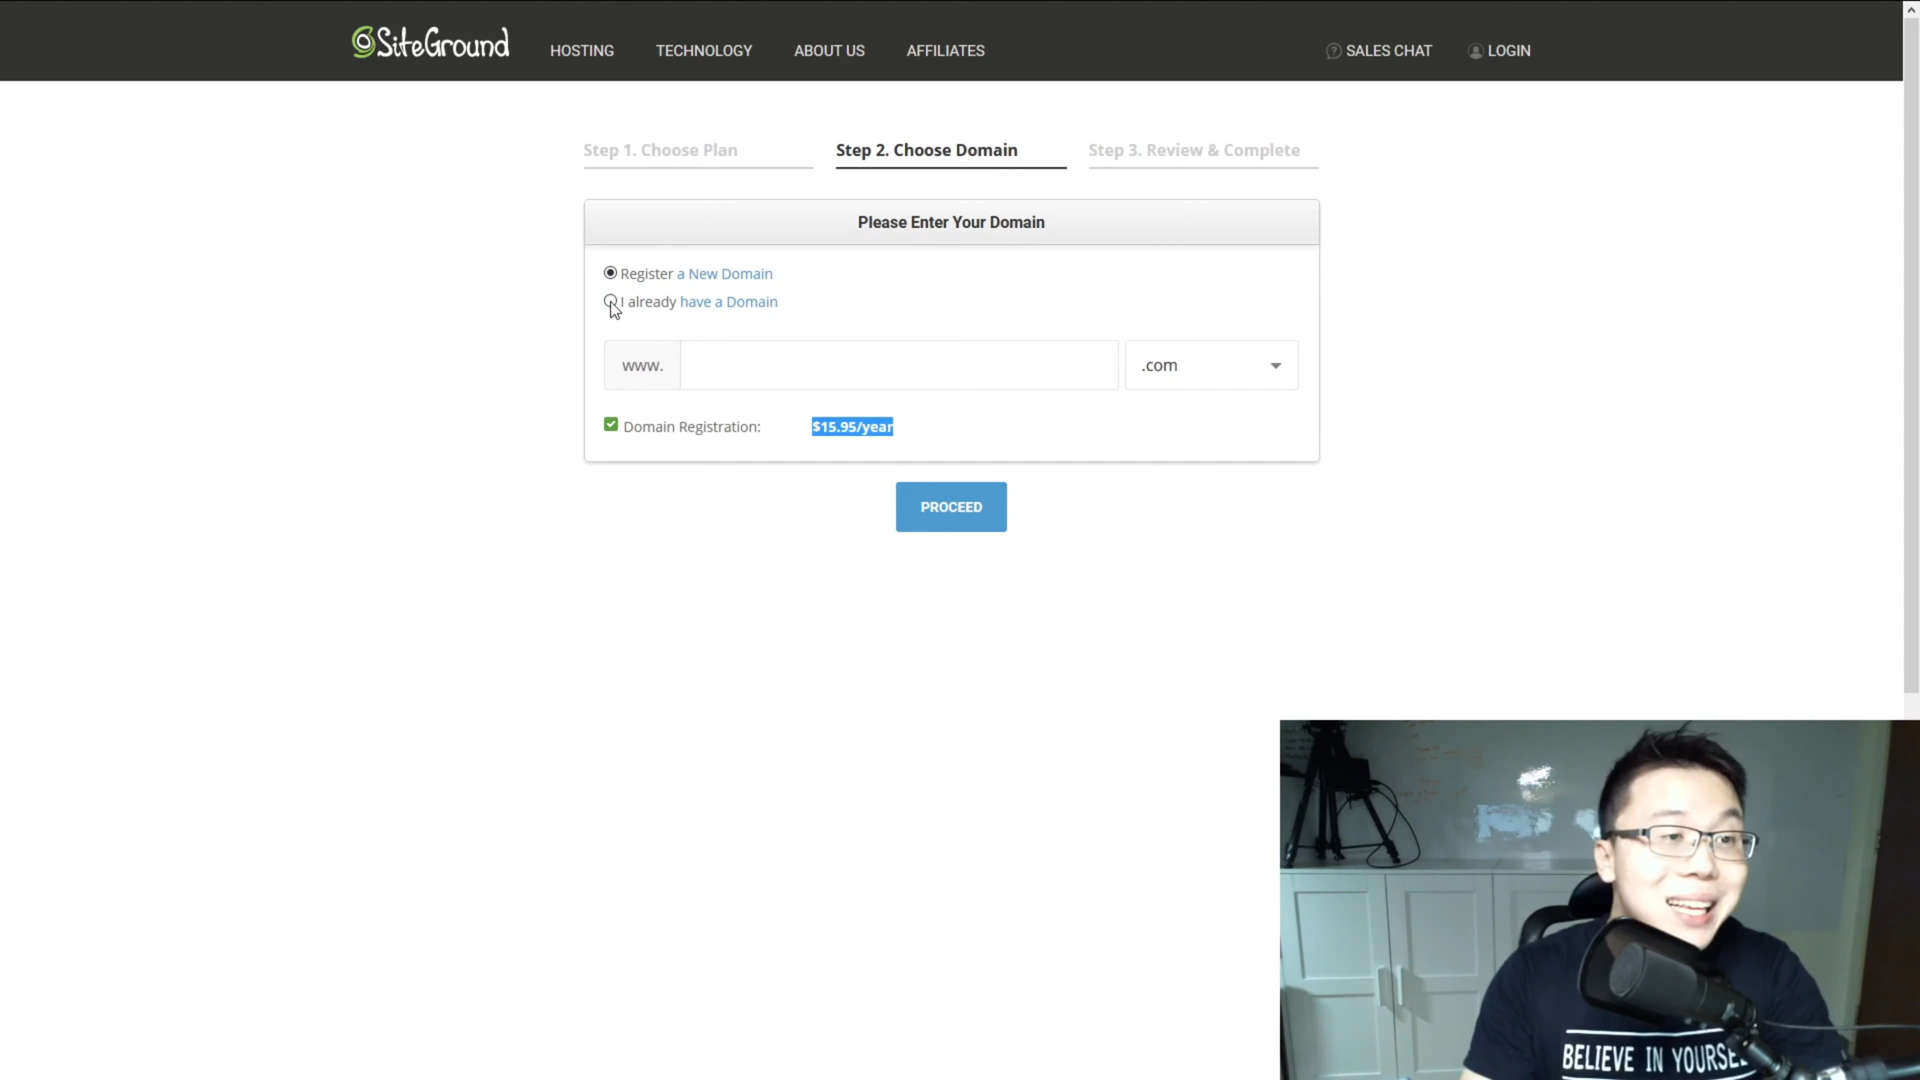 SiteGround
HOSTING
TECHNOLOGY
ABOUT US
AFFILIATES
SALES CHAT
LOGIN
Step 1. Choose Plan
Step 2. Choose Domain
Step 3. Review & Complete
Please Enter Your Domain
Register a New Domain
I already have a Domain
www.
.com
Domain Registration:
$15.95/year
PROCEED
BELIEVE IN YOURSE